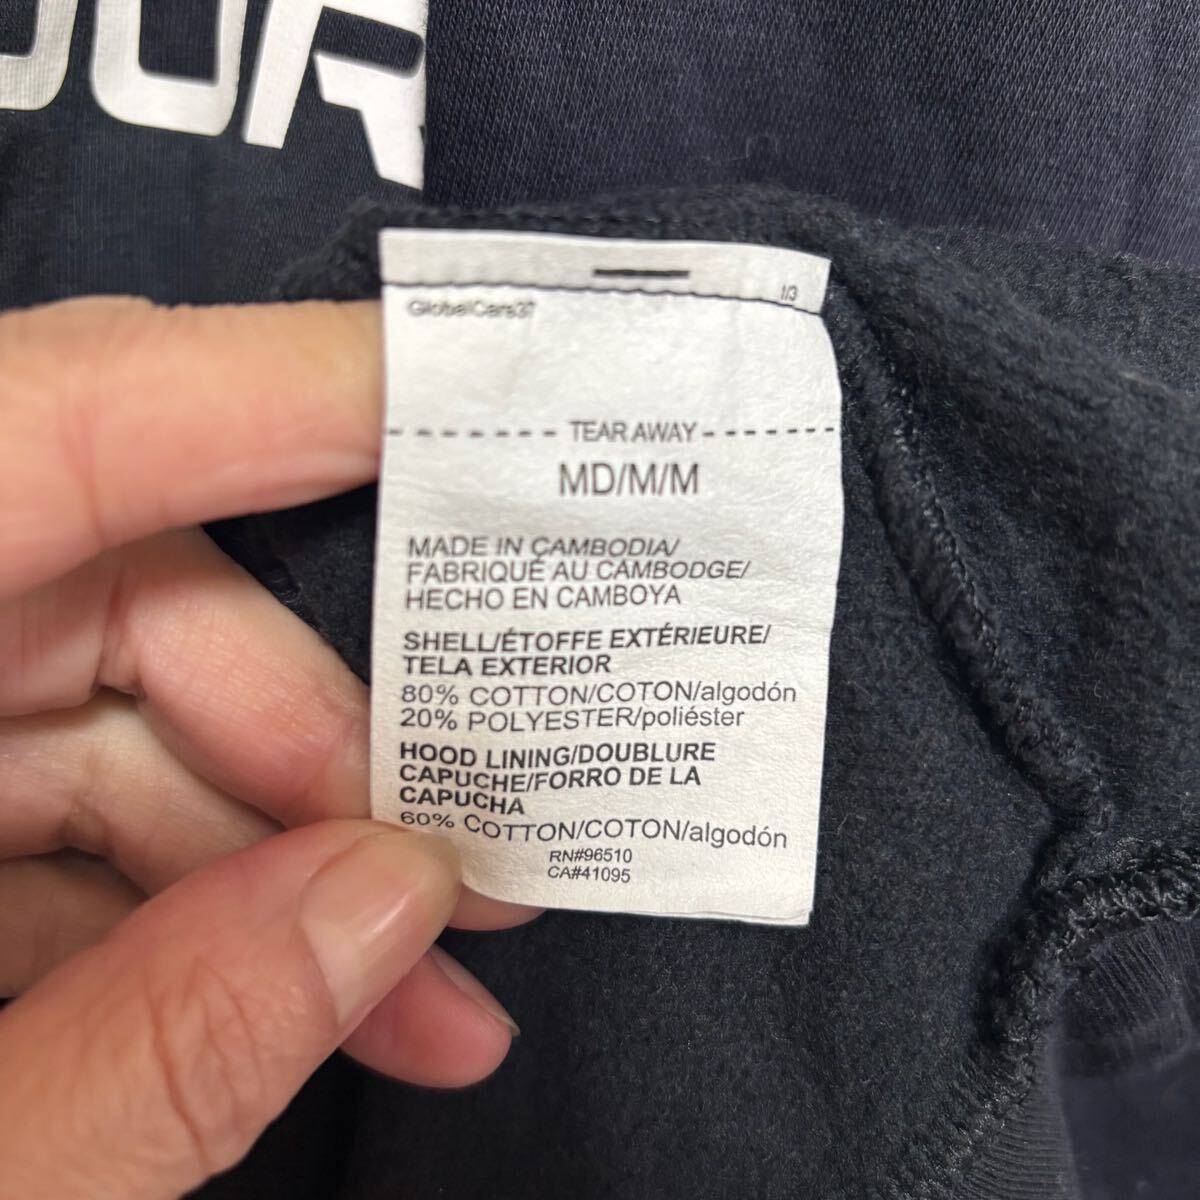 OUR
1/3
GlobalCare37
TEAR AWAY
MD/M/M
MADE IN CAMBODIA/
FABRIQUÉ AU CAMBODGE/
HECHO EN CAMBOYA
SHELL/ÉTOFFE EXTÉRIEURE/
TELA EXTERIOR
80% COTTON/COTON/algodón
20% POLYESTER/poliéster
HOOD LINING/DOUBLURE
CAPUCHE/FORRO DE LA
CAPUCHA
60% COTTON/COTON/algodón
RN#96510
CA#41095